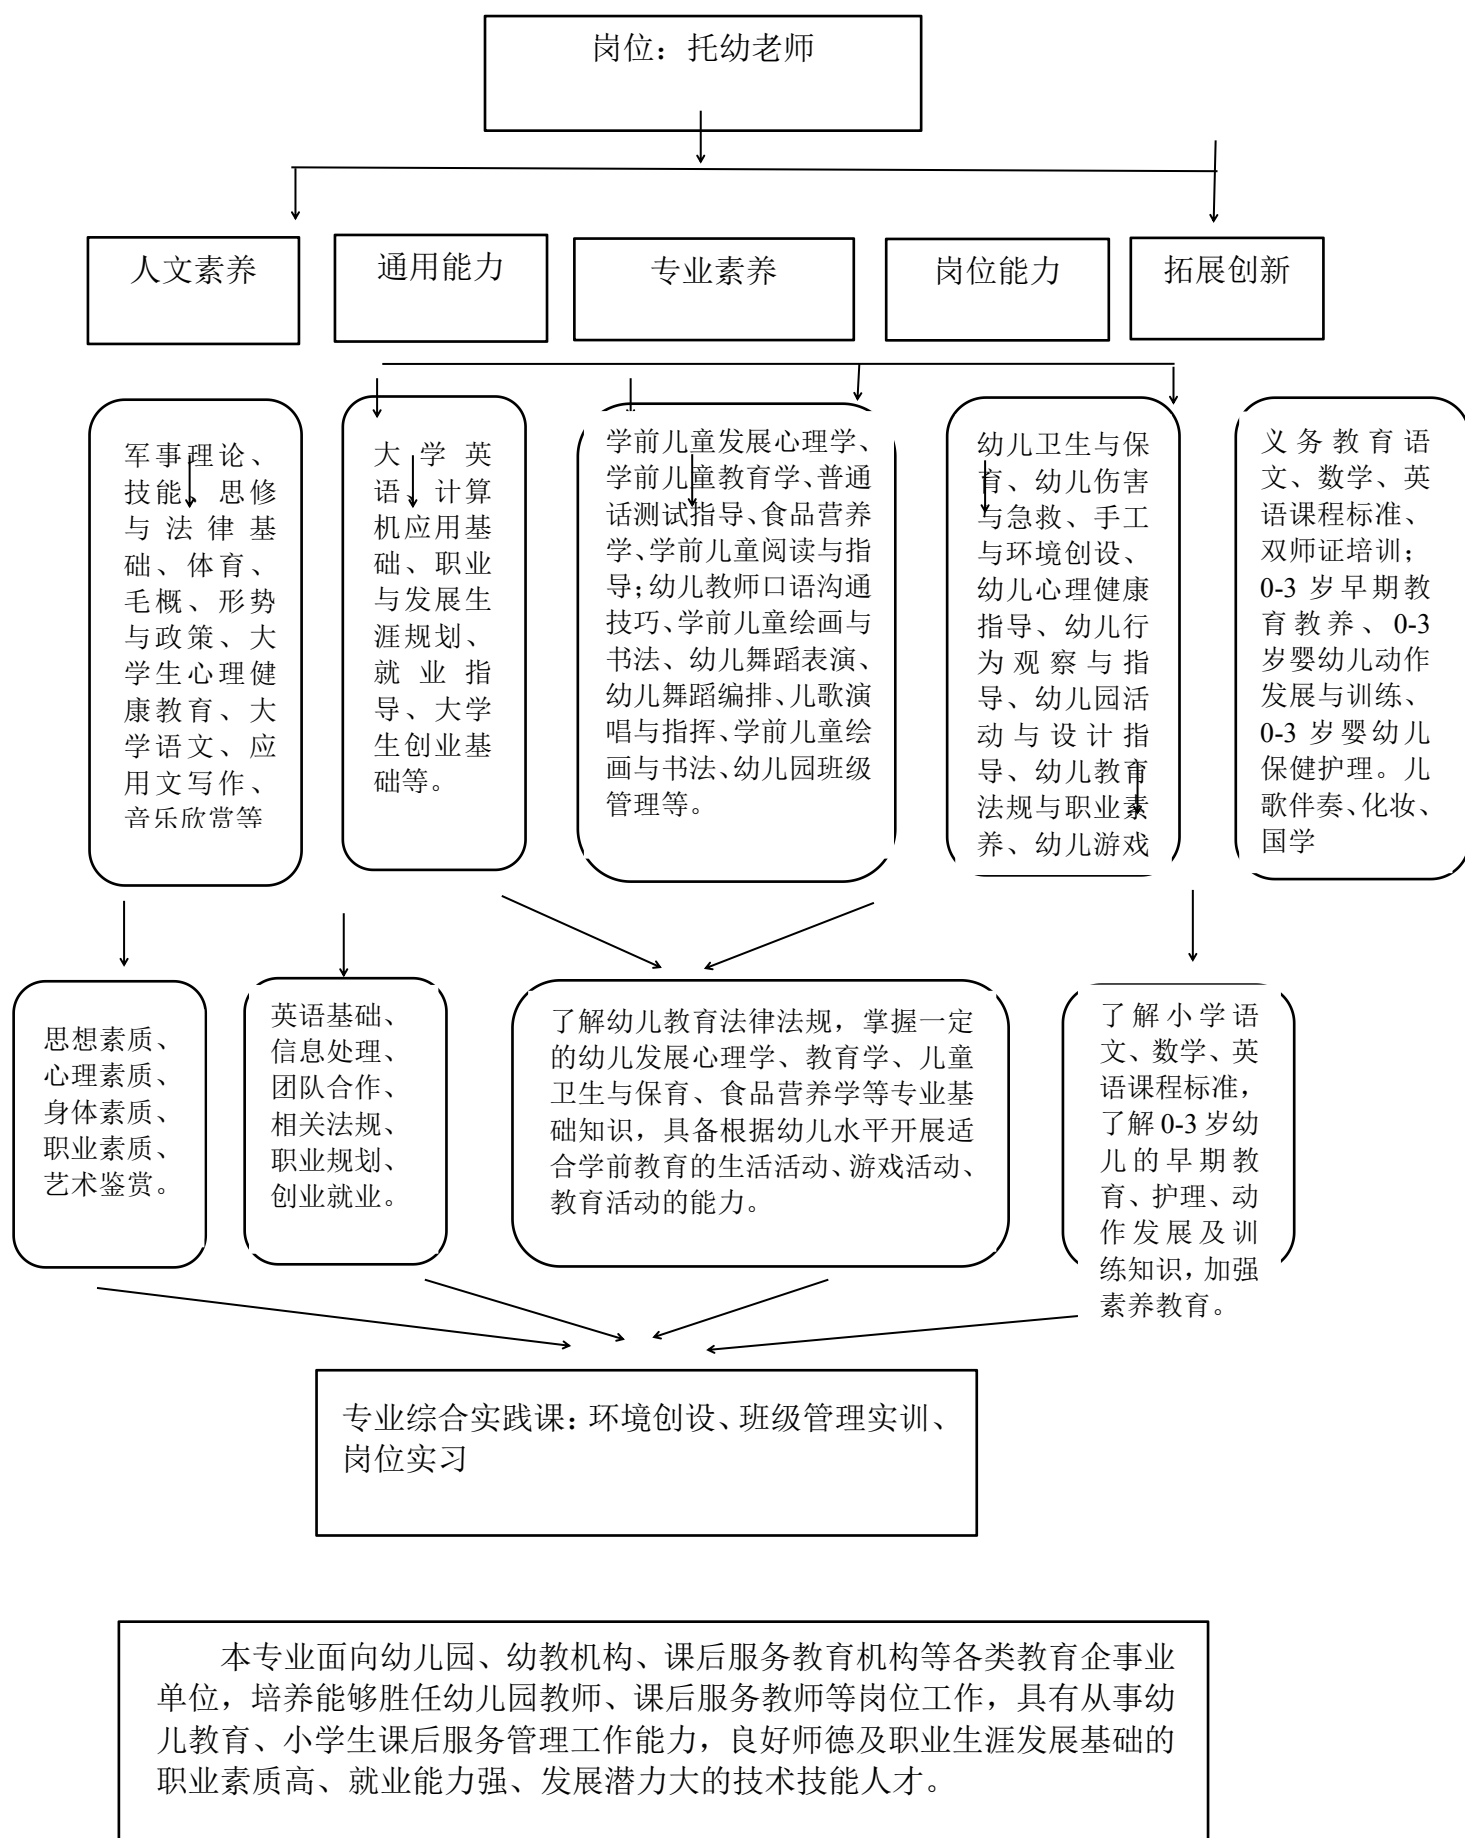 岗位：托幼老师
人文素养
通用能力
专业素养
岗位能力
拓展创新
军事理论、
技能、思修
与法律基
础、体育、
毛概、形势
与政策、大
学生心理健
康教育、大
学语文、应
用文写作、
音乐欣赏等
大学英
语、计算
机应用基
础、职业
与发展生
涯规划、
就业指
导、大学
生创业基
础等。
学前儿童发展心理学、
学前儿童教育学、普通
话测试指导、食品营养
学、学前儿童阅读与指
导；幼儿教师口语沟通
技巧、学前儿童绘画与
书法、幼儿舞蹈表演、
幼儿舞蹈编排、儿歌演
唱与指挥、学前儿童绘
画与书法、幼儿园班级
管理等。
幼儿卫生与保
育、幼儿伤害
与急救、手工
与环境创设、
幼儿心理健康
指导、幼儿行
为观察与指
导、幼儿园活
动与设计指
导、幼儿教育
法规与职业素
养、幼儿游戏
义务教育语
文、数学、英
语课程标准、
双师证培训；
0-3 岁早期教
育教养、0-3
岁婴幼儿动作
发展与训练、
0-3 岁婴幼儿
保健护理。儿
歌伴奏、化妆、
国学
思想素质、
心理素质、
身体素质、
职业素质、
艺术鉴赏。
英语基础、
信息处理、
团队合作、
相关法规、
职业规划、
创业就业。
了解幼儿教育法律法规，掌握一定
的幼儿发展心理学、教育学、儿童
卫生与保育、食品营养学等专业基
础知识，具备根据幼儿水平开展适
合学前教育的生活活动、游戏活动、
教育活动的能力。
了解小学语
文、数学、英
语课程标准，
了解 0-3 岁幼
儿的早期教
育、护理、动
作发展及训
练知识，加强
素养教育。
专业综合实践课：环境创设、班级管理实训、
岗位实习
本专业面向幼儿园、幼教机构、课后服务教育机构等各类教育企事业
单位，培养能够胜任幼儿园教师、课后服务教师等岗位工作，具有从事幼
儿教育、小学生课后服务管理工作能力，良好师德及职业生涯发展基础的
职业素质高、就业能力强、发展潜力大的技术技能人才。